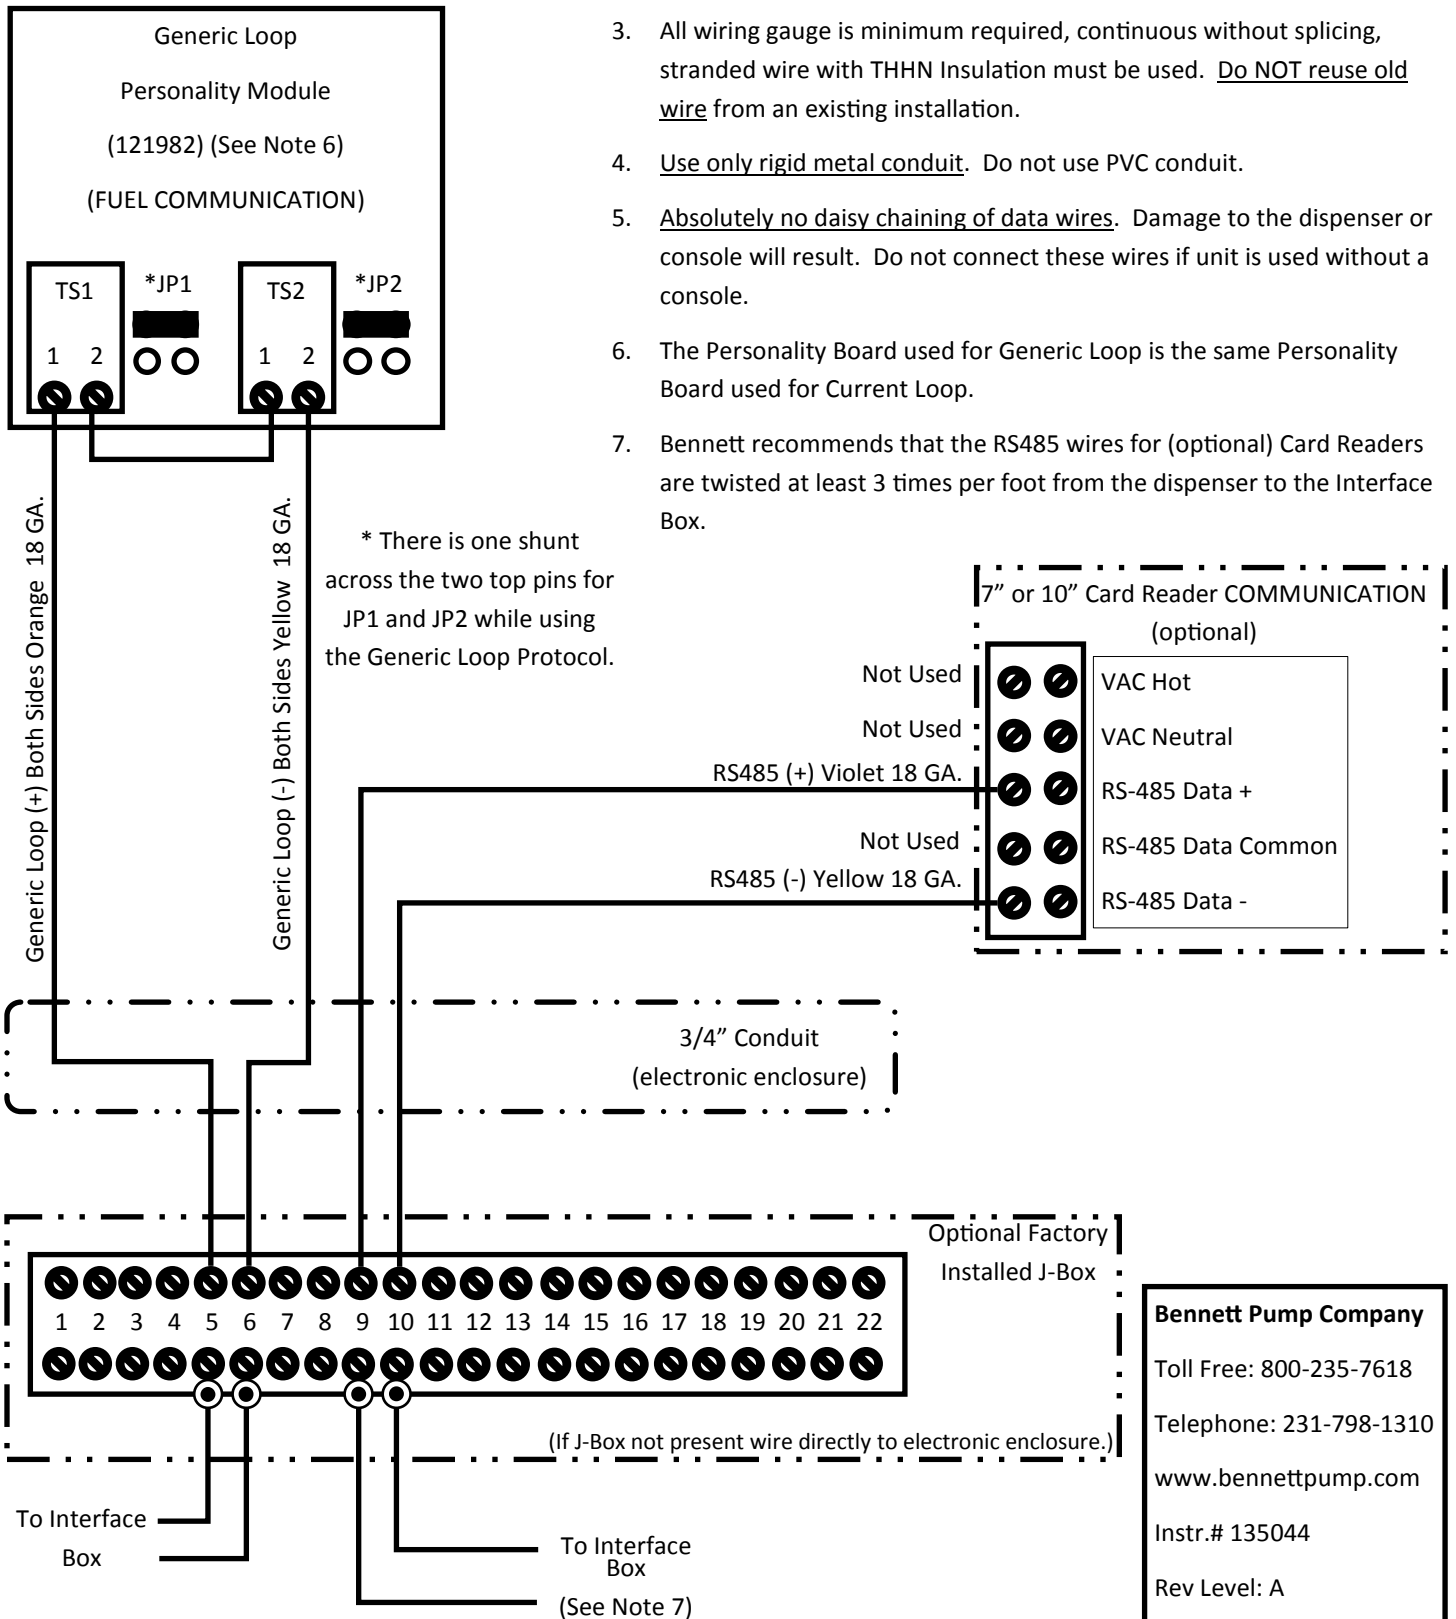 Generic Loop
Personality Module
(121982) (See Note 6)
(FUEL COMMUNICATION)
TS1
*JP1
TS2
*JP2
1 2
1 2
3. All wiring gauge is minimum required, continuous without splicing,
stranded wire with THHN Insulation must be used. Do NOT reuse old
wire from an existing installation.
4. Use only rigid metal conduit. Do not use PVC conduit.
5. Absolutely no daisy chaining of data wires. Damage to the dispenser or
console will result. Do not connect these wires if unit is used without a
console.
6. The Personality Board used for Generic Loop is the same Personality
Board used for Current Loop.
7. Bennett recommends that the RS485 wires for (optional) Card Readers
are twisted at least 3 times per foot from the dispenser to the Interface
Box.
Generic Loop (+) Both Sides Orange 18 GA.
Generic Loop (-) Both Sides Yellow 18 GA.
* There is one shunt
across the two top pins for
JP1 and JP2 while using
the Generic Loop Protocol.
7” or 10” Card Reader COMMUNICATION
(optional)
Not Used
VAC Hot
Not Used
VAC Neutral
RS485 (+) Violet 18 GA.
RS-485 Data +
Not Used
RS-485 Data Common
RS485 (-) Yellow 18 GA.
RS-485 Data -
3/4” Conduit
(electronic enclosure)
Optional Factory
Installed J-Box
1 2 3 4 5 6 7 8 9 10 11 12 13 14 15 16 17 18 19 20 21 22
(If J-Box not present wire directly to electronic enclosure.)
To Interface
Box
To Interface
Box
(See Note 7)
Bennett Pump Company
Toll Free: 800-235-7618
Telephone: 231-798-1310
www.bennettpump.com
Instr.# 135044
Rev Level: A